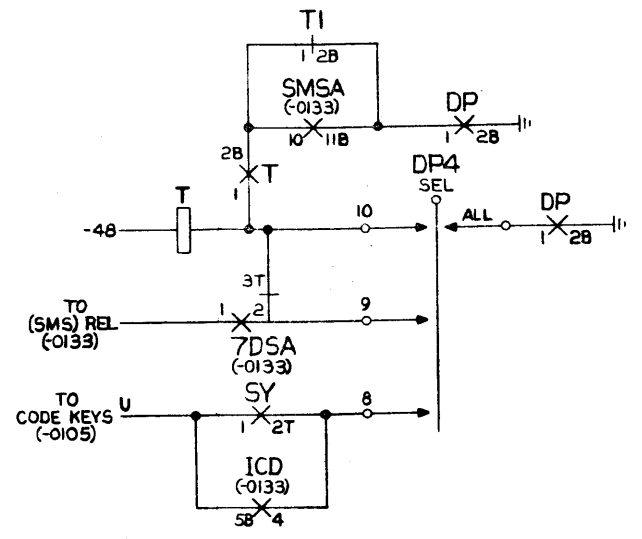 T1
1 2B
SMSA
(-0133)
10 11B
DP
1 2B
2B
T
1
DP4
SEL
T
-48
10
ALL
DP
1 2B
3T
TO
(SMS) REL
(-0133)
1 2
9
7DSA
(-0133)
TO
CODE KEYS
(-0105)
U
SY
1 2T
8
ICD
(-0133)
5B 4